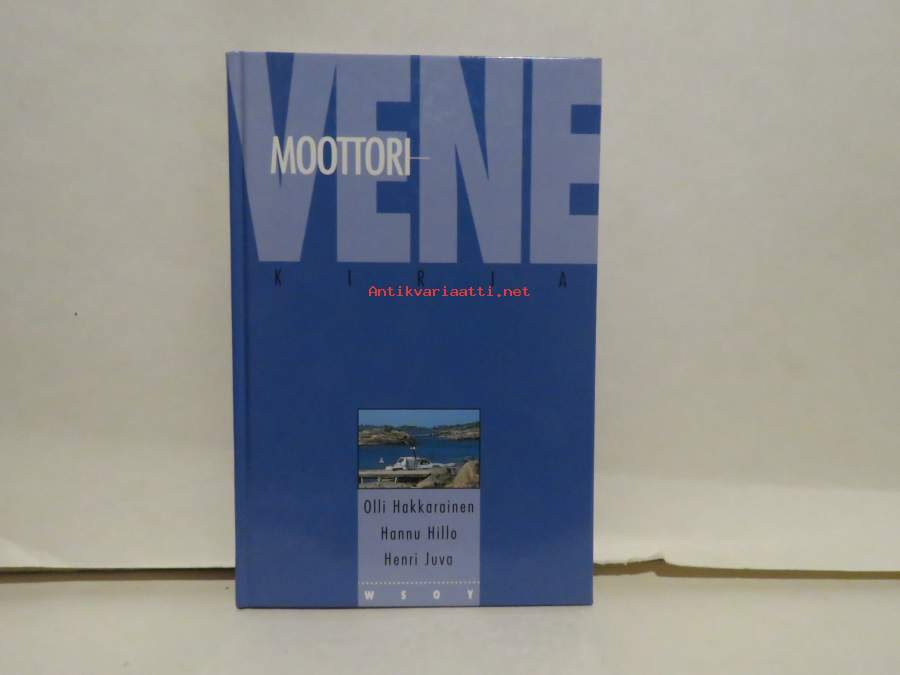 VENE
MOOTTORI-
KIRJA
Antikvariaatti.net
Olli Hakkarainen
Hannu Hillo
Henri Juva
WSOY